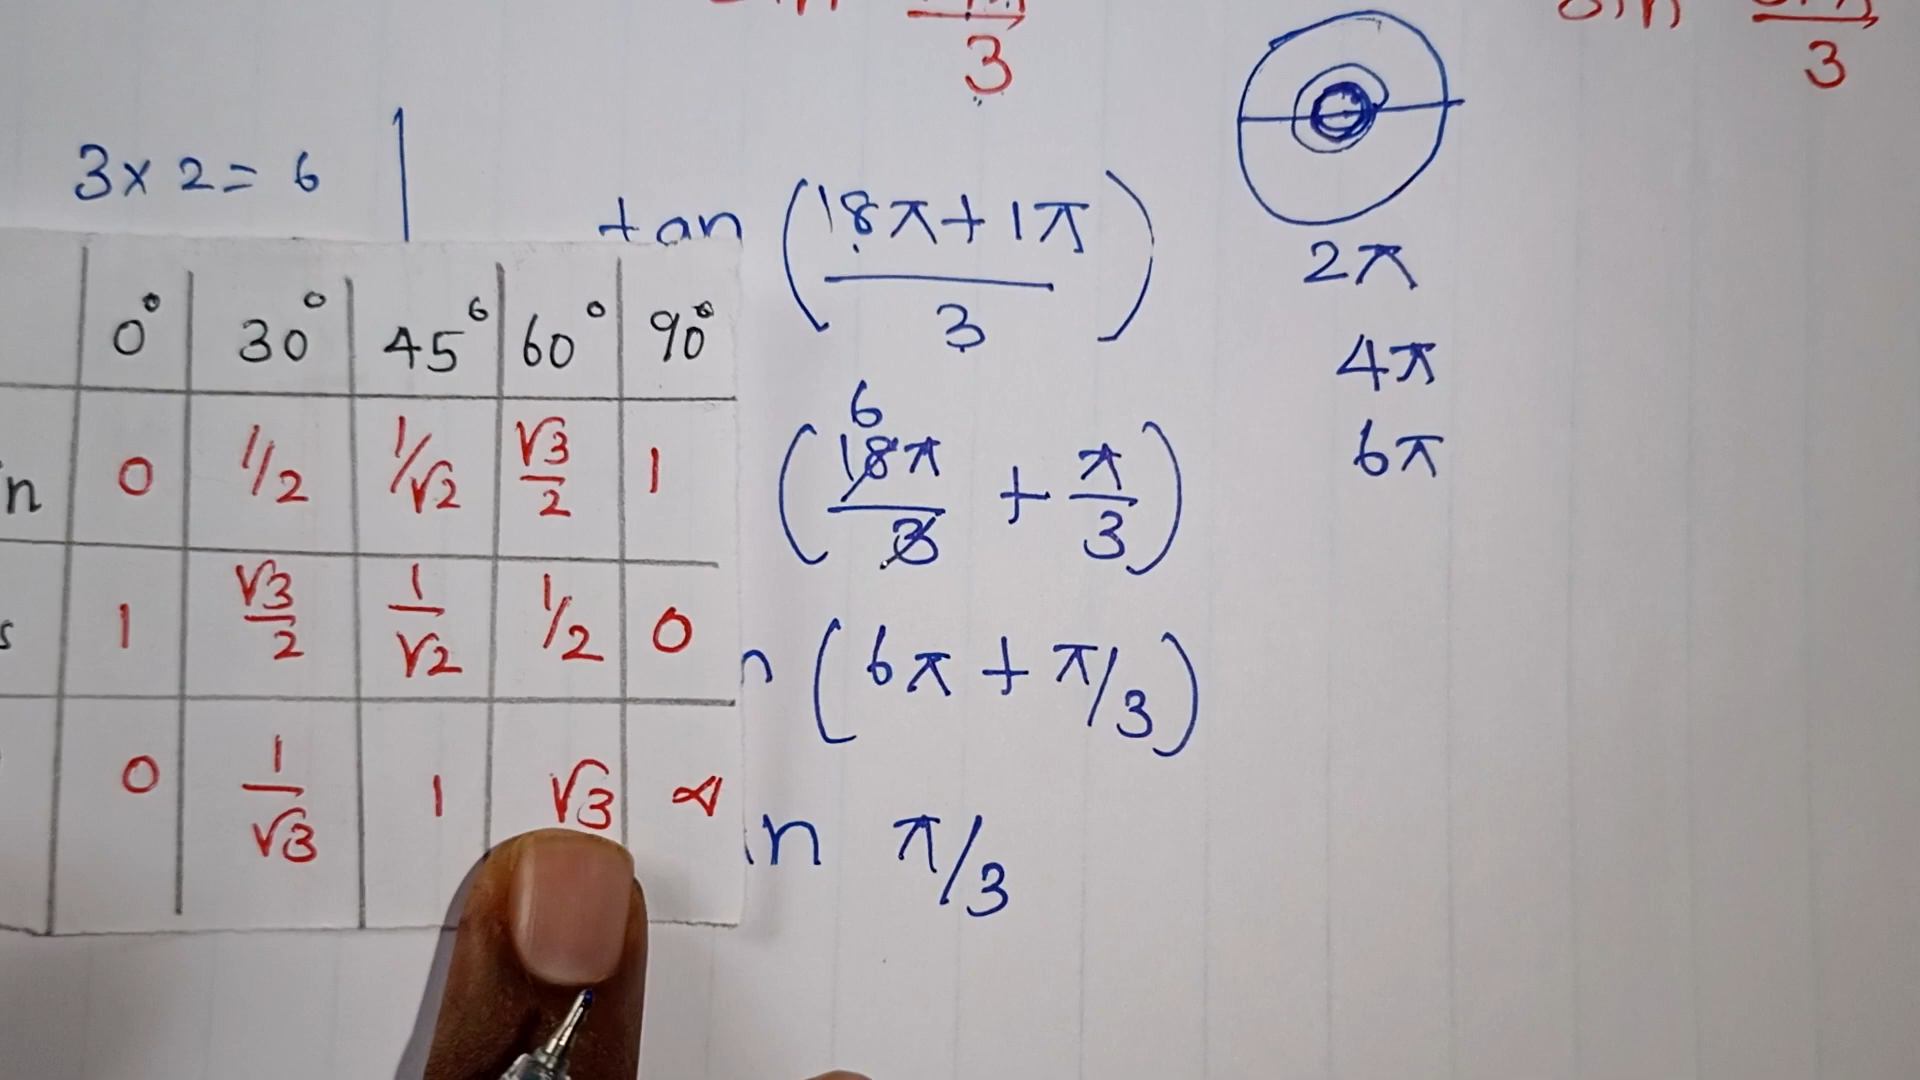 3
3
3 × 2 = 6
tan (18π + 1π / 3)
2π
4π
6π
0° 30° 45° 60° 90°
n 0 1/2 1/√2 √3/2 1
s 1 √3/2 1/√2 1/2 0
0 1/√3 1 √3 ∝
6
(18π/3 + π/3)
n (6π + π/3)
n π/3